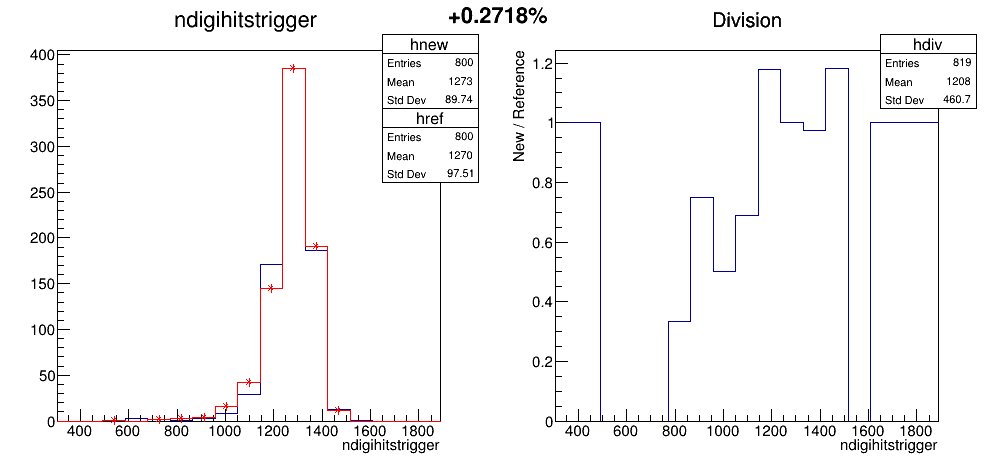 +0.2718%
ndigihitstrigger
hnew
Entries 800
Mean 1273
Std Dev 89.74
href
Entries 800
Mean 1270
Std Dev 97.51
400
350
300
250
200
150
100
50
0
400 600 800 1000 1200 1400 1600 1800
ndigihitstrigger
Division
hdiv
Entries 819
Mean 1208
Std Dev 460.7
New / Reference
1.2
1
0.8
0.6
0.4
0.2
0
400 600 800 1000 1200 1400 1600 1800
ndigihitstrigger